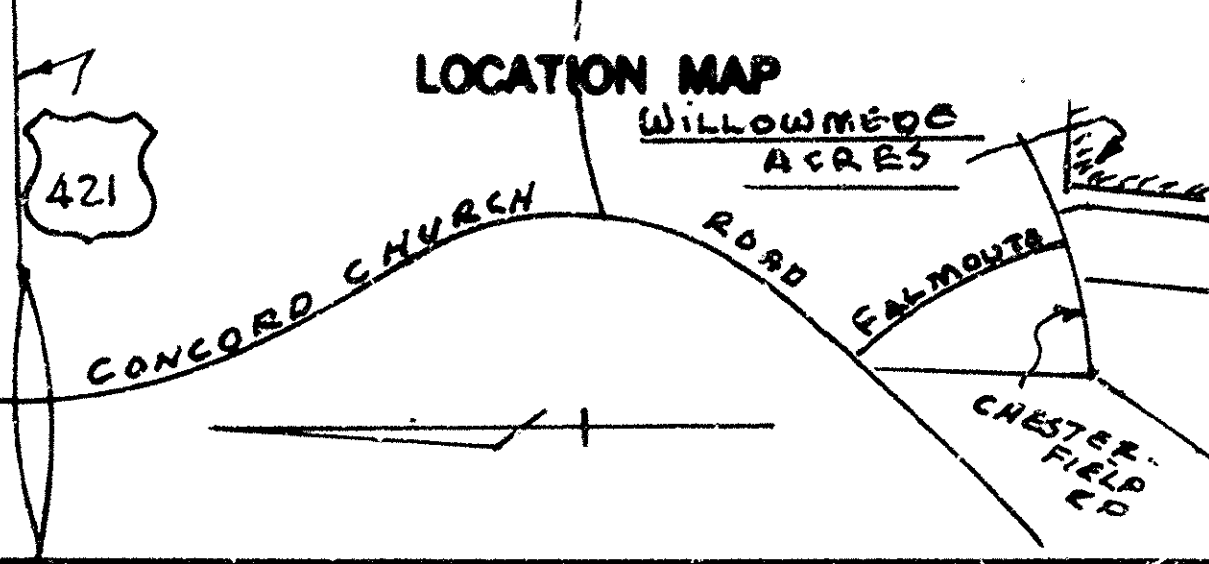 LOCATION MAP
WILLOWMEDE
ACRES
421
CONCORD CHURCH ROAD
FALMOUTH
CHESTER-
FIELD
RD